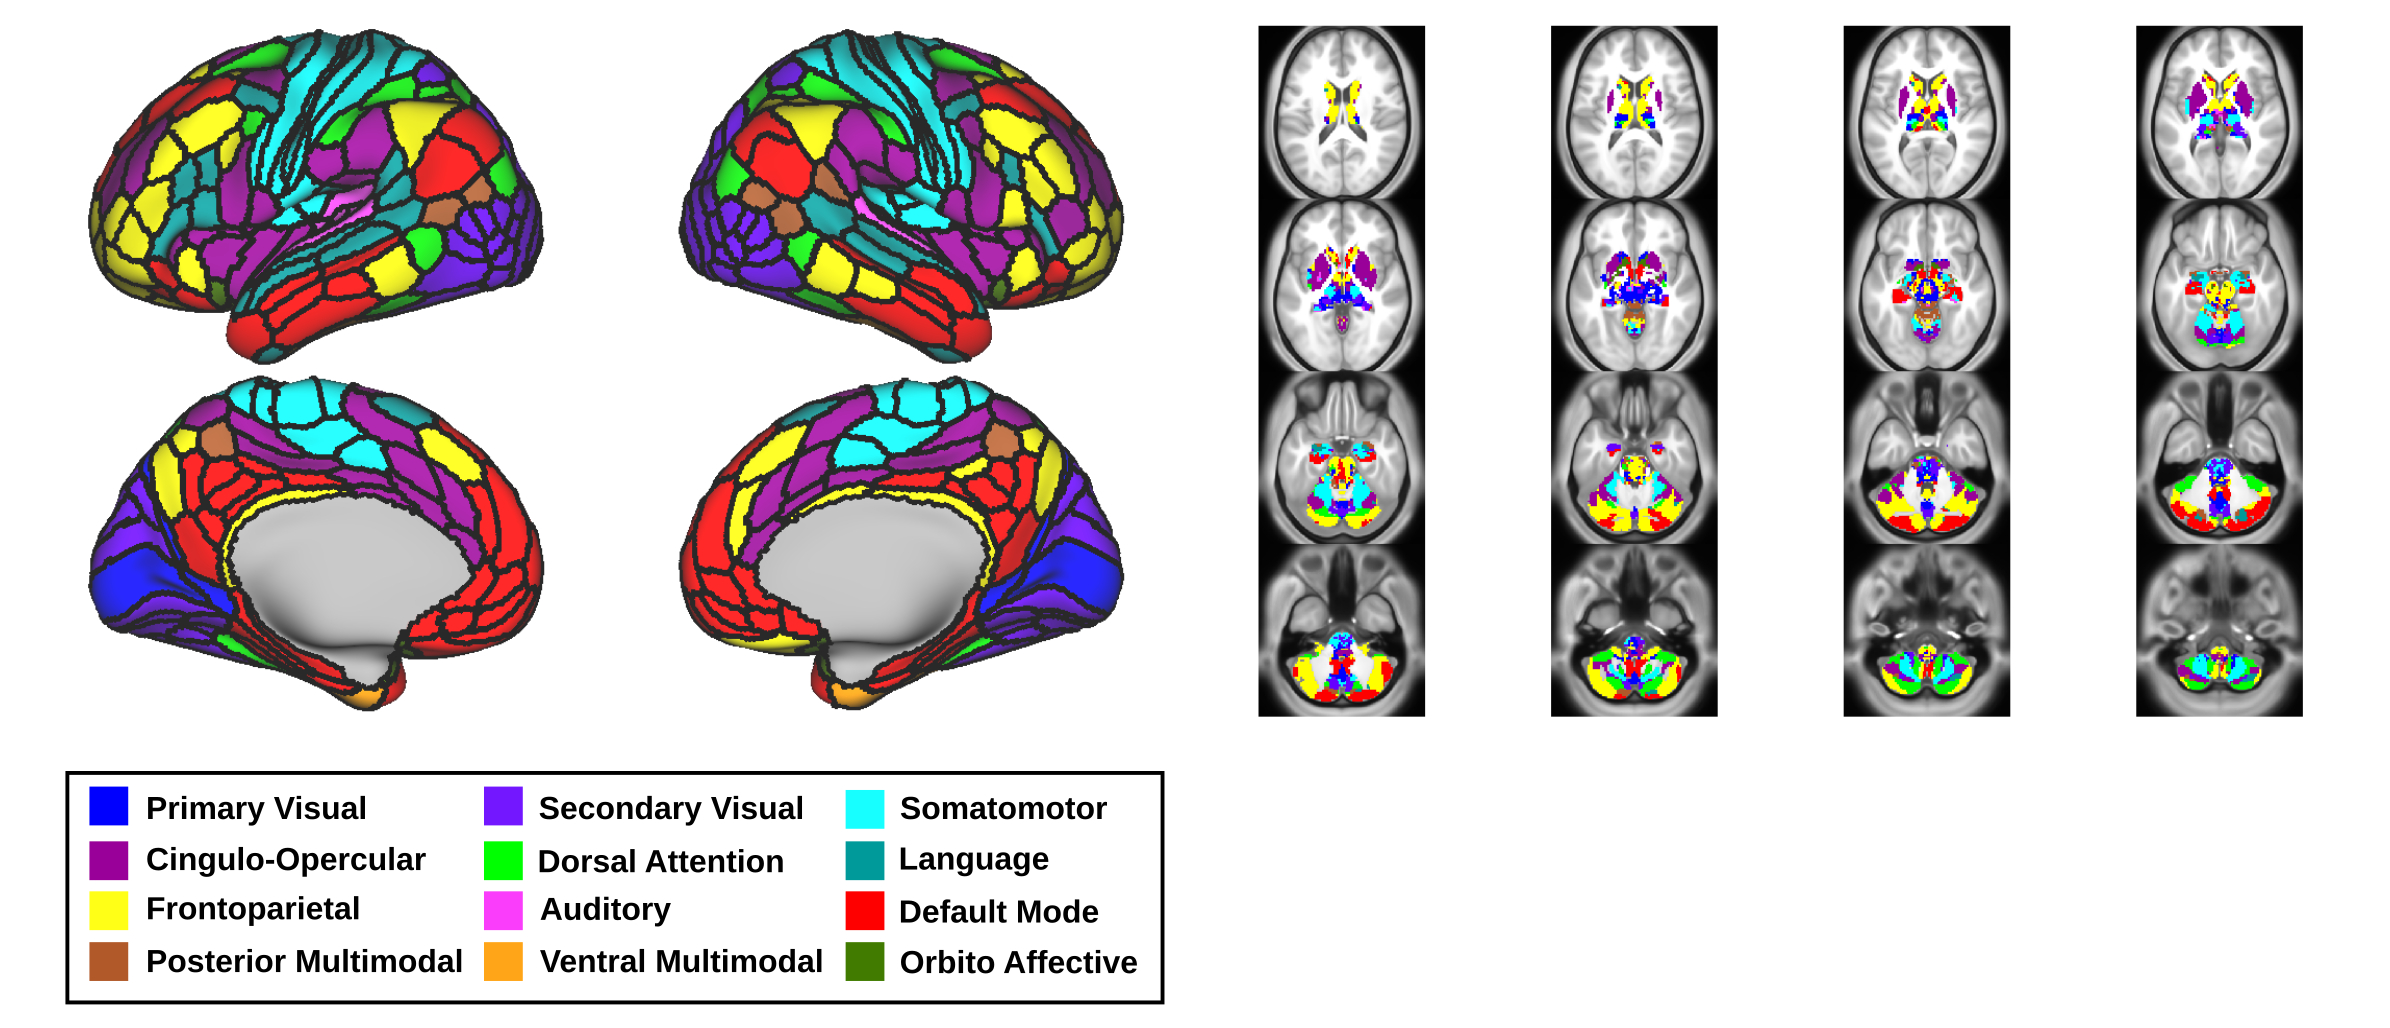 Primary Visual
Secondary Visual
Somatomotor
Cingulo-Opercular
Dorsal Attention
Language
Frontoparietal
Auditory
Default Mode
Posterior Multimodal
Ventral Multimodal
Orbito Affective